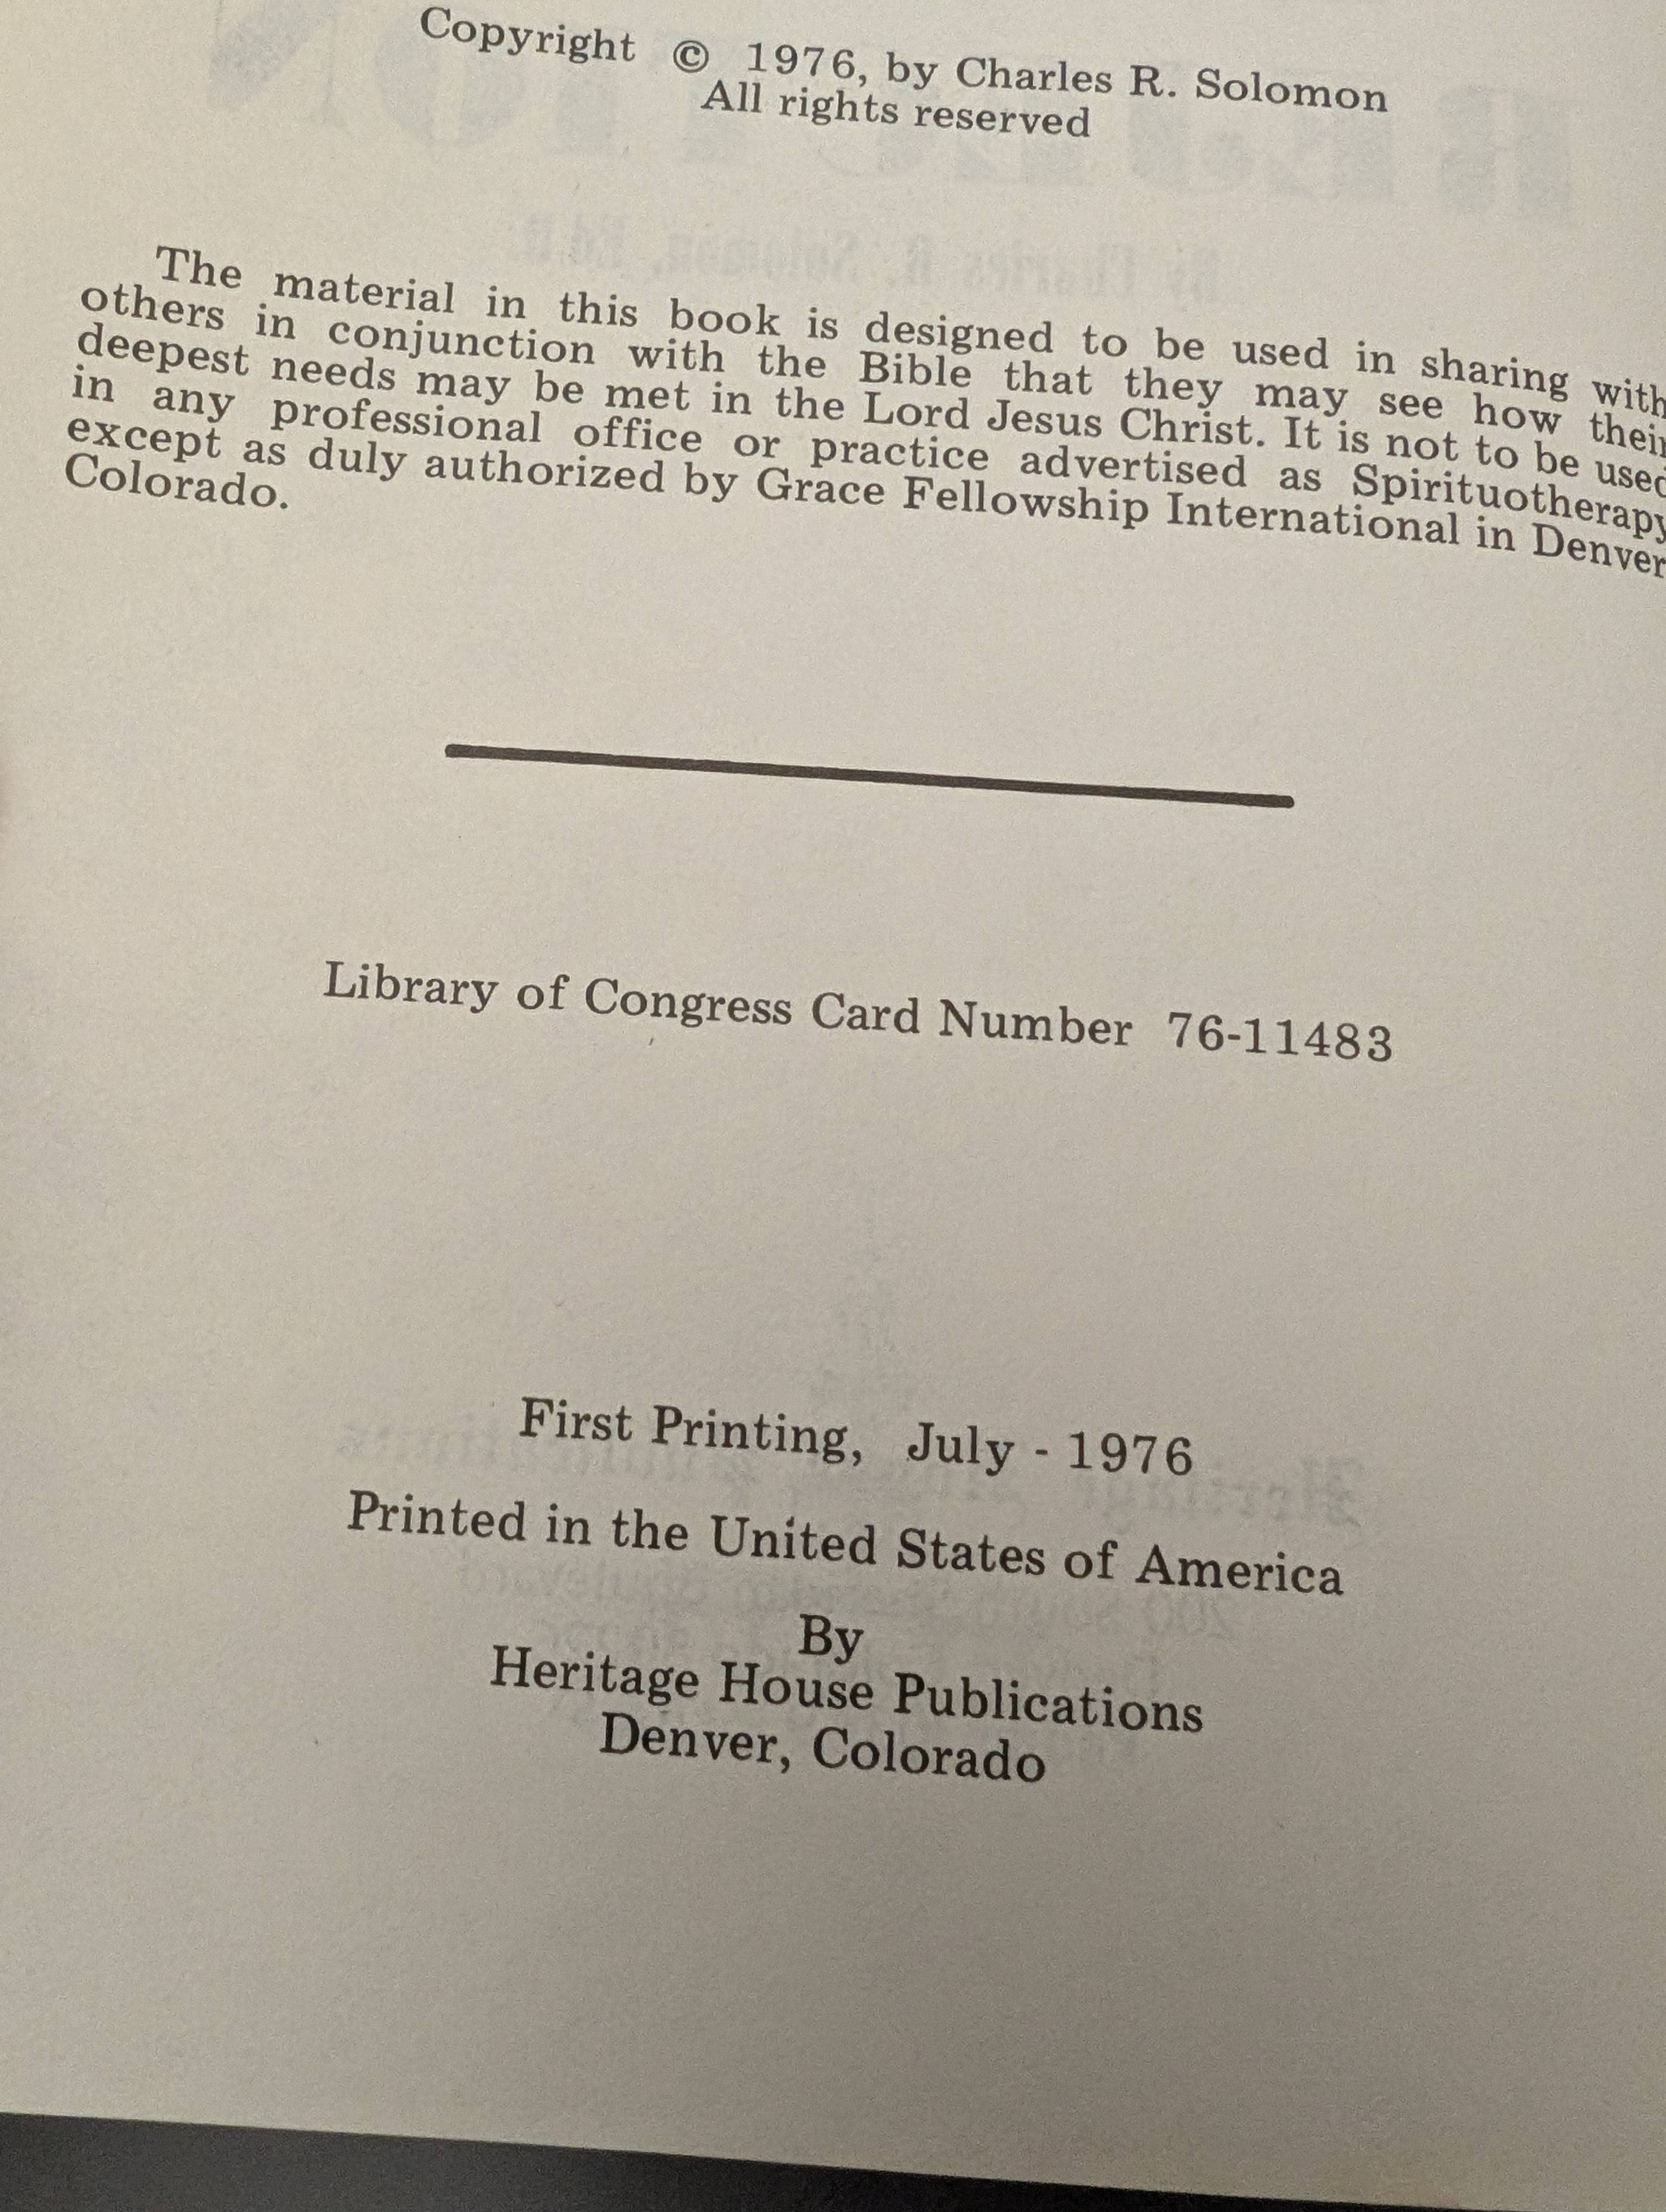 Copyright © 1976, by Charles R. Solomon
All rights reserved
The material in this book is designed to be used in sharing with
others in conjunction with the Bible that they may see how their
deepest needs may be met in the Lord Jesus Christ. It is not to be used
in any professional office or practice advertised as Spirituotherapy
except as duly authorized by Grace Fellowship International in Denver
Colorado.
Library of Congress Card Number 76-11483
First Printing, July - 1976
Printed in the United States of America
By
Heritage House Publications
Denver, Colorado